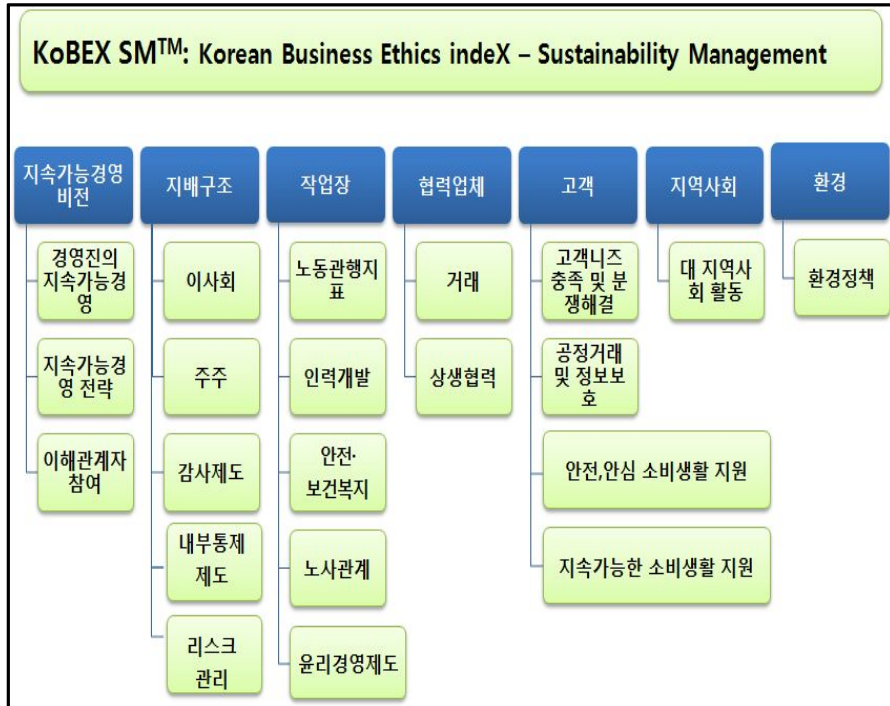 KoBEX SM™: Korean Business Ethics indeX – Sustainability Management
지속가능경영
비전
경영진의
지속가능경
영
지속가능경
영 전략
이해관계자
참여
지배구조
이사회
주주
감사제도
내부통제
제도
리스크
관리
작업장
노동관행지
표
인력개발
안전·
보건복지
노사관계
윤리경영제도
협력업체
거래
상생협력
고객
고객니즈
충족 및 분
쟁해결
공정거래
및 정보보
호
안전,안심 소비생활 지원
지속가능한 소비생활 지원
지역사회
대 지역사
회 활동
환경
환경정책